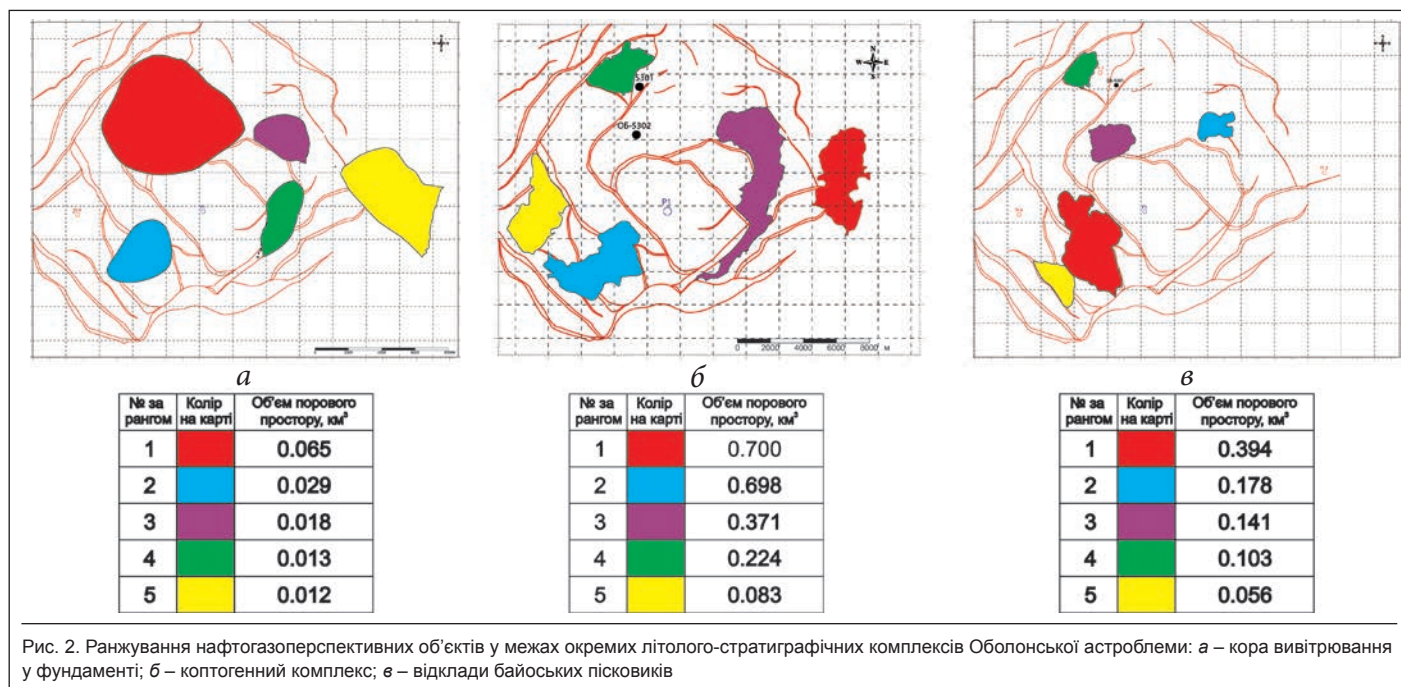 N
W E
S
5301
ОБ-5302
P1
0 2000 4000 6000 8000 м
а
б
в
№ за рангом Колір на карті Об'єм порового простору, км³
1 0.065
2 0.029
3 0.018
4 0.013
5 0.012
№ за рангом Колір на карті Об'єм порового простору, км³
1 0.700
2 0.698
3 0.371
4 0.224
5 0.083
№ за рангом Колір на карті Об'єм порового простору, км³
1 0.394
2 0.178
3 0.141
4 0.103
5 0.056
Рис. 2. Ранжування нафтогазоперспективних об'єктів у межах окремих літолого-стратиграфічних комплексів Оболонської астроблеми: а – кора вивітрювання
у фундаменті; б – коптогенний комплекс; в – відклади байоських пісковиків